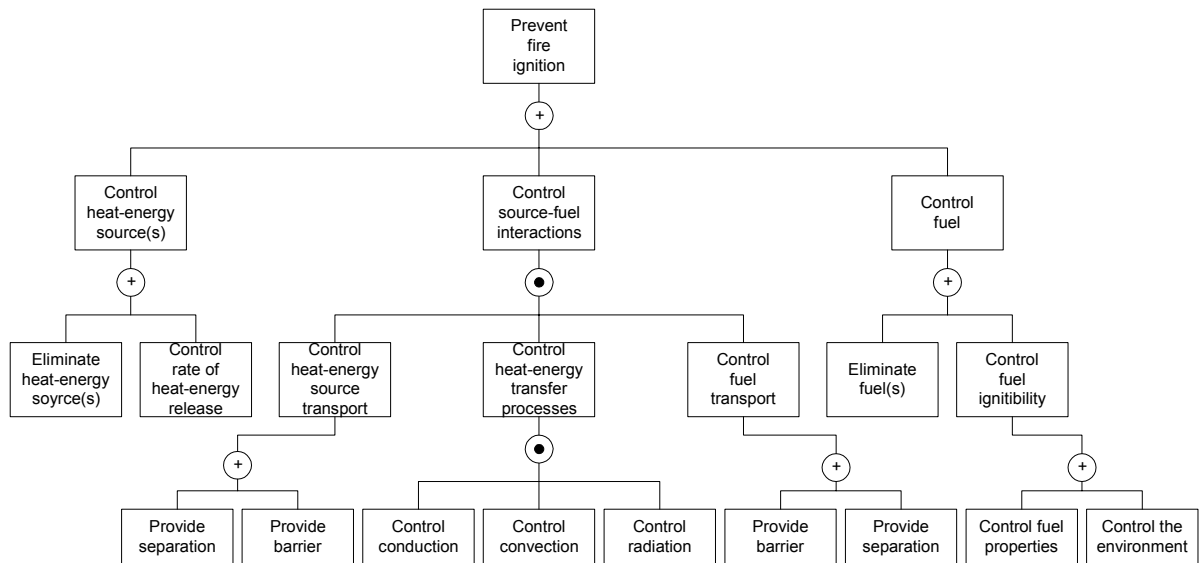 Prevent
fire
ignition
+
Control
heat-energy
source(s)
Control
source-fuel
interactions
Control
fuel
+
+
Eliminate
heat-energy
soyrce(s)
Control
rate of
heat-energy
release
Control
heat-energy
source
transport
Control
heat-energy
transfer
processes
Control
fuel
transport
Eliminate
fuel(s)
Control
fuel
ignitibility
+
+
+
Provide
separation
Provide
barrier
Control
conduction
Control
convection
Control
radiation
Provide
barrier
Provide
separation
Control fuel
properties
Control the
environment